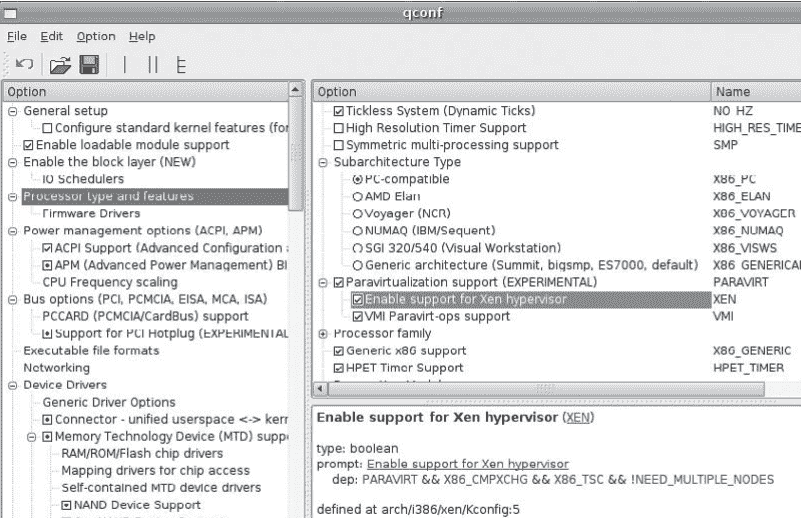 qconf
File Edit Option Help
Option
General setup
Configure standard kernel features (for
Enable loadable module support
Enable the block layer (NEW)
IO Schedulers
Processor type and features
Firmware Drivers
Power management options (ACPI, APM)
ACPI Support (Advanced Configuration
APM (Advanced Power Management) BI
CPU Frequency scaling
Bus options (PCI, PCMCIA, EISA, MCA, ISA)
PCCARD (PCMCIA/CardBus) support
Support for PCI Hotplug (EXPERIMENTAL
Executable file formats
Networking
Device Drivers
Generic Driver Options
Connector - unified userspace <-> kerr
Memory Technology Device (MTD) supp
RAM/ROM/Flash chip drivers
Mapping drivers for chip access
Self-contained MTD device drivers
NAND Device Support
Option Name
Tickless System (Dynamic Ticks) NO_HZ
High Resolution Timer Support HIGH_RES_TIME
Symmetric multi-processing support SMP
Subarchitecture Type
PC-compatible X86_PC
AMD Elan X86_ELAN
Voyager (NCR) X86_VOYAGER
NUMAQ (IBM/Sequent) X86_NUMAQ
SGI 320/540 (Visual Workstation) X86_VISWS
Generic architecture (Summit, bigsmp, ES7000, default) X86_GENERICA
Paravirtualization support (EXPERIMENTAL) PARAVIRT
Enable support for Xen hypervisor XEN
VMI Paravirt-ops support VMI
Processor family
Generic x86 support X86_GENERIC
HPET Timer Support HPET_TIMER
Enable support for Xen hypervisor (XEN)
type: boolean
prompt: Enable support for Xen hypervisor
dep: PARAVIRT && X86_CMPXCHG && X86_TSC && !NEED_MULTIPLE_NODES
defined at arch/i386/xen/Kconfig:5